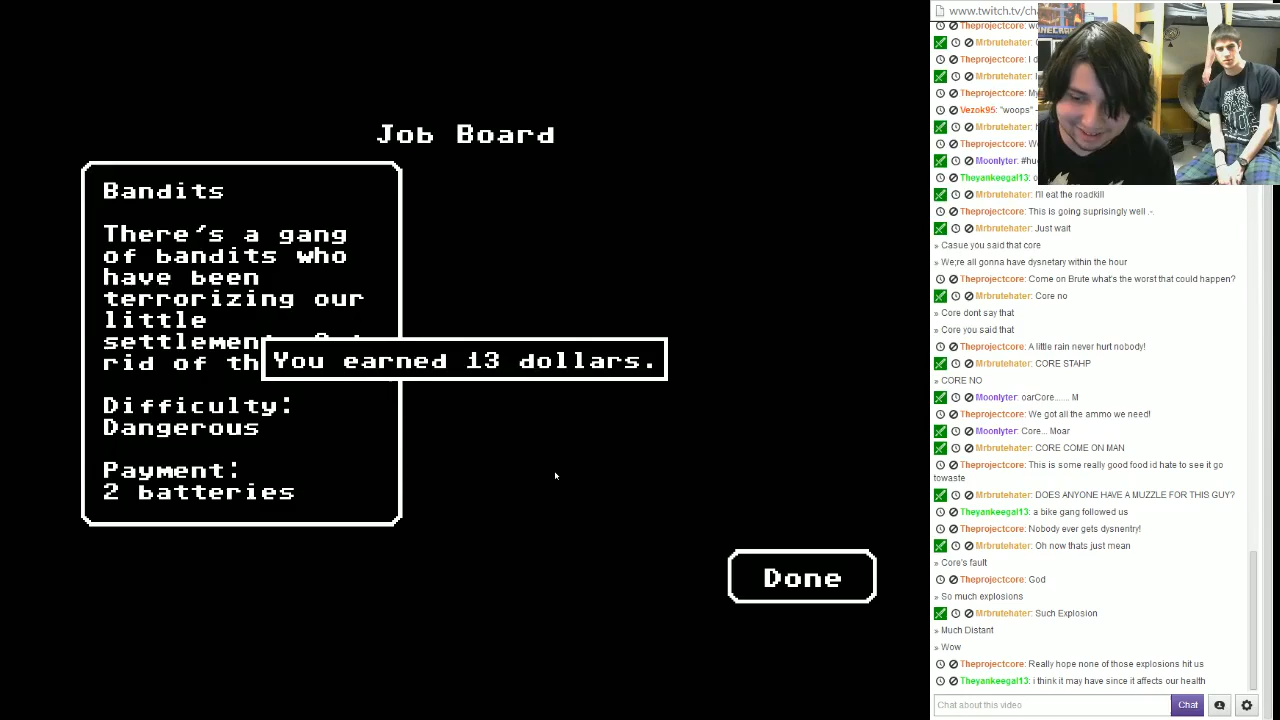 www.twitch.tv/ch
Job Board
Bandits
There's a gang
of bandits who
have been
terrorizing our
little
rid of th
You earned 13 dollars.
Difficulty:
Dangerous
Payment:
2 batteries
Done
Theprojectcore:
Mrbrutehater:
Theprojectcore: I
Mrbrutehater:
Theprojectcore:
Vezok95: "woops"
Mrbrutehater:
Theprojectcore:
Moonlyter:
Theyankeegal13:
Mrbrutehater: I'll eat the roadkill
Theprojectcore: This is going suprisingly well .-.
Mrbrutehater: Just wait
» Casue you said that core
» We;re all gonna have dysnetary within the hour
Theprojectcore: Come on Brute what's the worst that could happen?
Mrbrutehater: Core no
» Core dont say that
» Core you said that
Theprojectcore: A little rain never hurt nobody!
Mrbrutehater: CORE STAHP
» CORE NO
Moonlyter: oarCore....... M
Theprojectcore: We got all the ammo we need!
Moonlyter: Core... Moar
Mrbrutehater: CORE COME ON MAN
Theprojectcore: This is some really good food id hate to see it go
towaste
Mrbrutehater: DOES ANYONE HAVE A MUZZLE FOR THIS GUY?
Theyankeegal13: a bike gang followed us
Theprojectcore: Nobody ever gets dysnentry!
Mrbrutehater: Oh now thats just mean
» Core's fault
Theprojectcore: God
» So much explosions
Mrbrutehater: Such Explosion
» Much Distant
» Wow
Theprojectcore: Really hope none of those explosions hit us
Theyankeegal13: i think it may have since it affects our health
Chat about this video
Chat